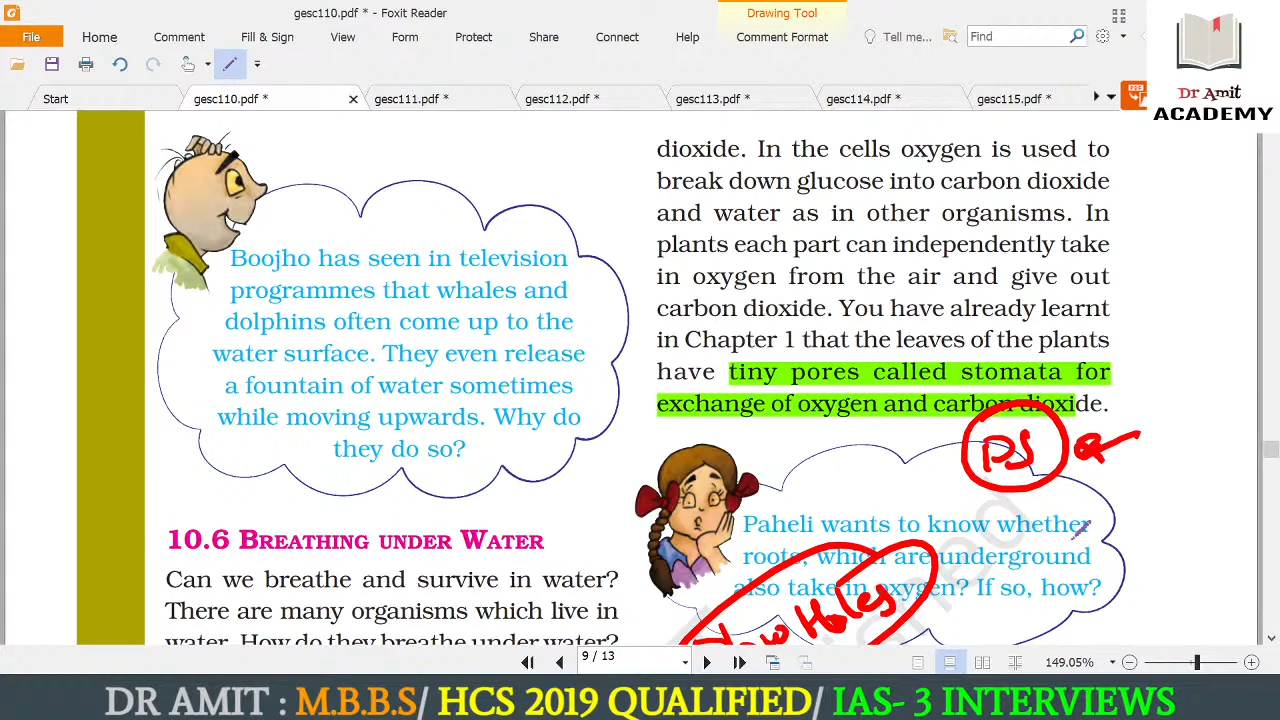 gesc110.pdf * - Foxit Reader
Drawing Tool
File Home Comment Fill & Sign View Form Protect Share Connect Help Comment Format Tell me... Find
Start gesc110.pdf * gesc111.pdf * gesc112.pdf * gesc113.pdf * gesc114.pdf * gesc115.pdf *
Dr Amit
ACADEMY
Boojho has seen in television
programmes that whales and
dolphins often come up to the
water surface. They even release
a fountain of water sometimes
while moving upwards. Why do
they do so?
10.6 BREATHING UNDER WATER
Can we breathe and survive in water?
There are many organisms which live in
water. How do they breathe under water?
dioxide. In the cells oxygen is used to
break down glucose into carbon dioxide
and water as in other organisms. In
plants each part can independently take
in oxygen from the air and give out
carbon dioxide. You have already learnt
in Chapter 1 that the leaves of the plants
have tiny pores called stomata for
exchange of oxygen and carbon dioxide.
PS
Paheli wants to know whether
roots, which are underground
also take in oxygen? If so, how?
Holes
9 / 13
149.05%
DR AMIT : M.B.B.S/ HCS 2019 QUALIFIED/ IAS- 3 INTERVIEWS